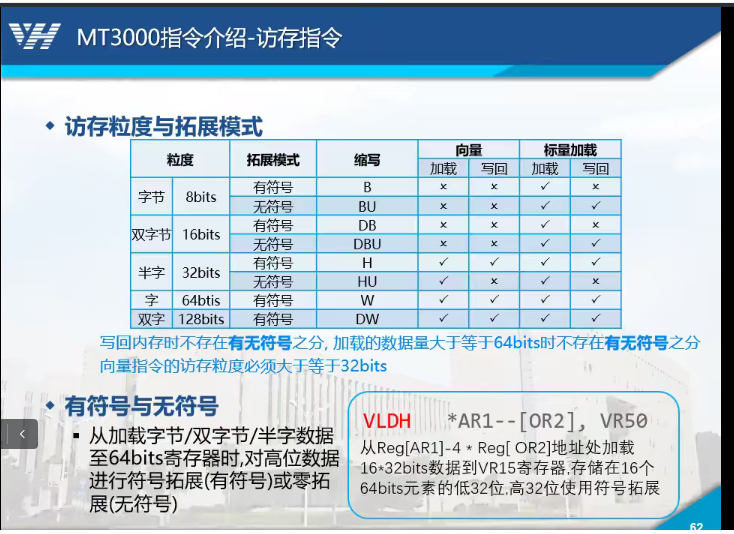 MT3000指令介绍-访存指令
访存粒度与拓展模式
粒度 拓展模式 缩写 向量 标量加载
加载 写回 加载 写回
字节 8bits 有符号 B × × ✓ ×
无符号 BU × × ✓ ✓
双字节 16bits 有符号 DB × × ✓ ×
无符号 DBU × × ✓ ✓
半字 32bits 有符号 H ✓ ✓ ✓ ✓
无符号 HU ✓ × ✓ ×
字 64btis 有符号 W ✓ ✓ ✓ ✓
双字 128bits 有符号 DW ✓ ✓ ✓ ✓
写回内存时不存在有无符号之分, 加载的数据量大于等于64bits时不存在有无符号之分
向量指令的访存粒度必须大于等于32bits
有符号与无符号
从加载字节/双字节/半字数据
至64bits寄存器时,对高位数据
进行符号拓展(有符号)或零拓
展(无符号)
VLDH *AR1--[OR2], VR50
从Reg[AR1]-4 * Reg[ OR2]地址处加载
16*32bits数据到VR15寄存器,存储在16个
64bits元素的低32位,高32位使用符号拓展
62